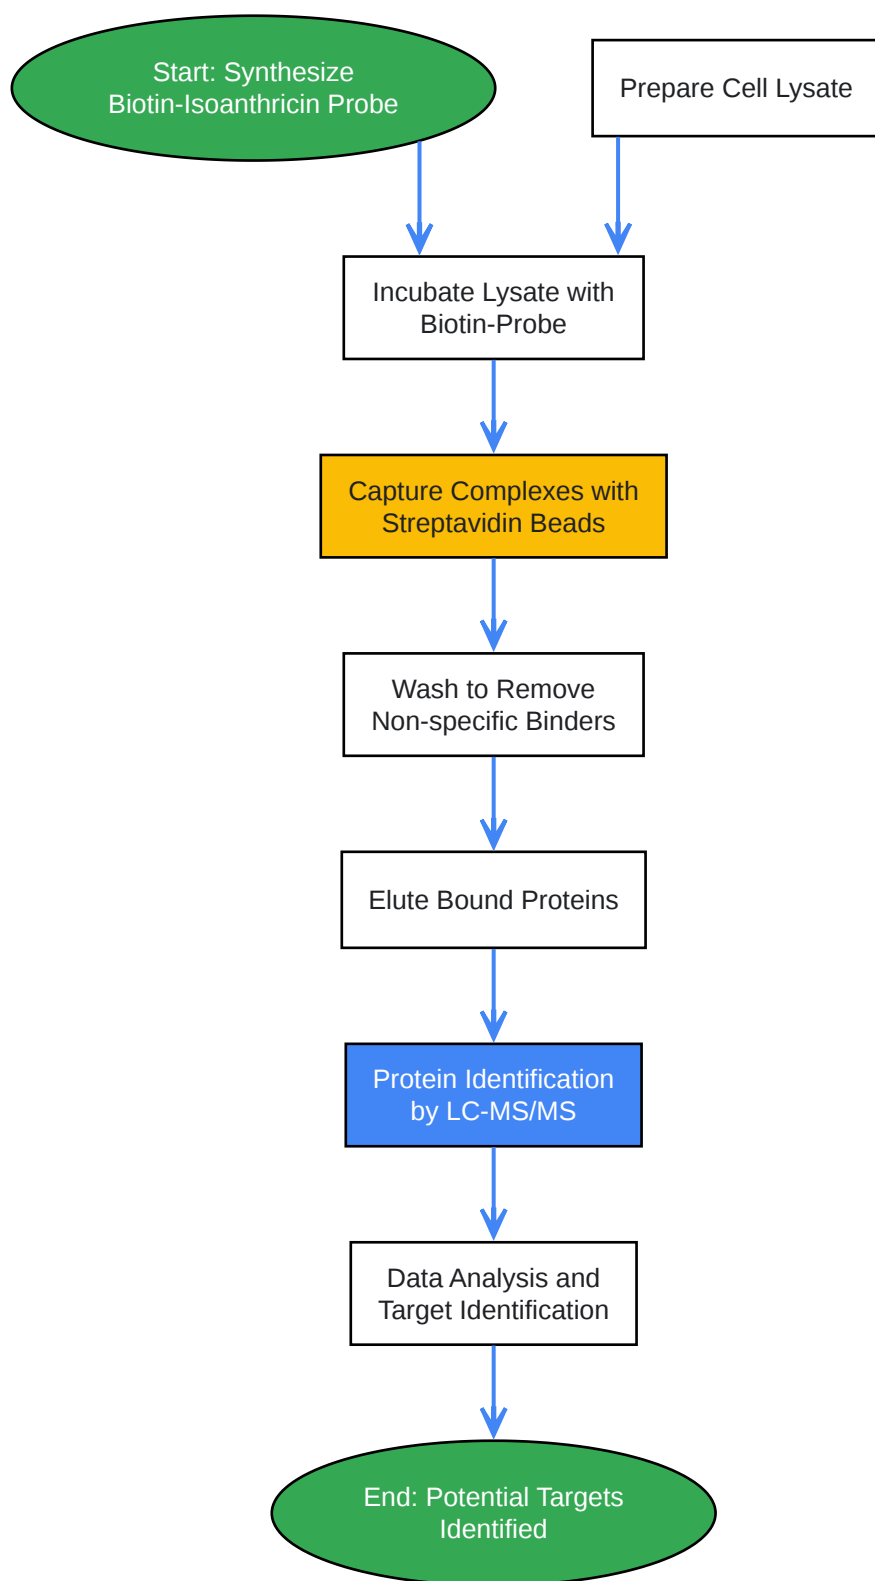 Start: Synthesize
Biotin-Isoanthricin Probe
Prepare Cell Lysate
Incubate Lysate with
Biotin-Probe
Capture Complexes with
Streptavidin Beads
Wash to Remove
Non-specific Binders
Elute Bound Proteins
Protein Identification
by LC-MS/MS
Data Analysis and
Target Identification
End: Potential Targets
Identified